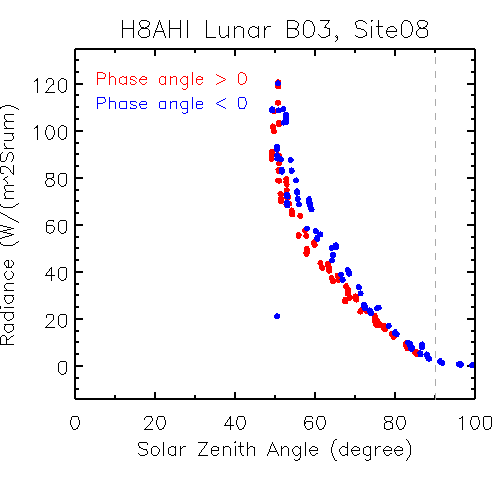 H8AHI Lunar B03, Site08
Phase angle > 0
Phase angle < 0
Radiance (W/(m^2Srum)
120
100
80
60
40
20
0
0 20 40 60 80 100
Solar Zenith Angle (degree)